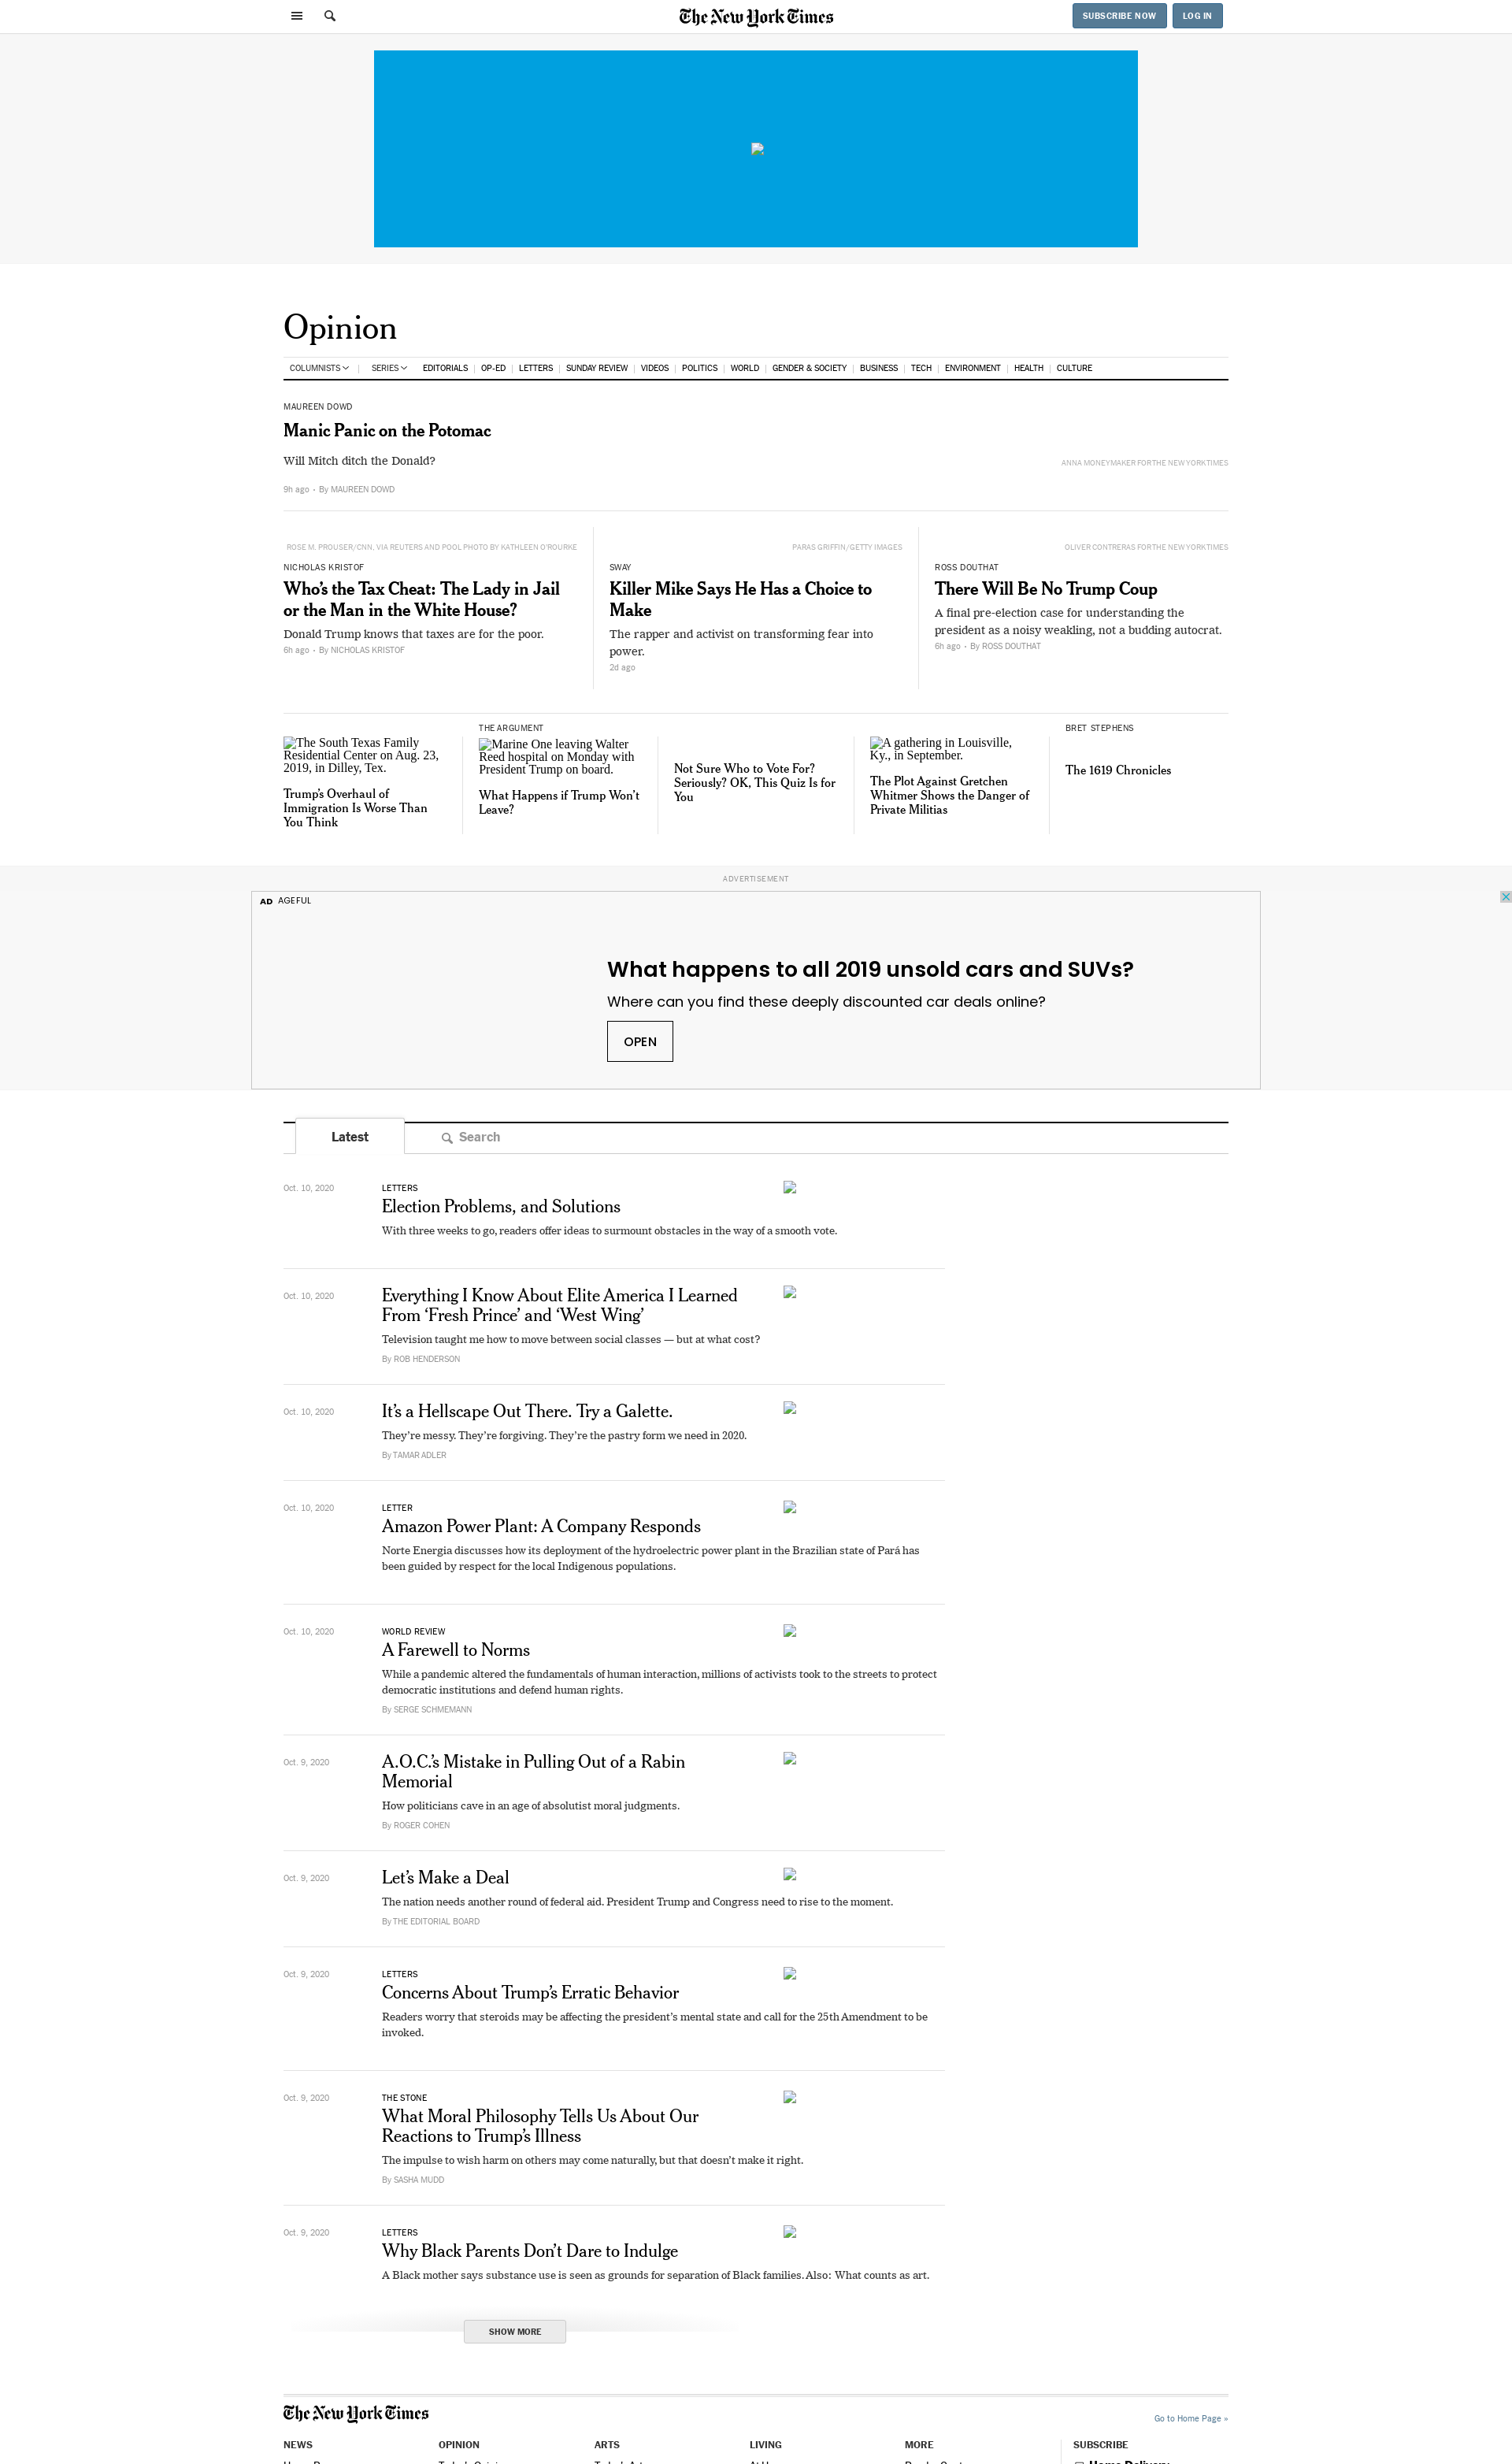 The New York Times
SUBSCRIBE NOW
LOG IN
Opinion
COLUMNISTS
SERIES
EDITORIALS
OP-ED
LETTERS
SUNDAY REVIEW
VIDEOS
POLITICS
WORLD
GENDER & SOCIETY
BUSINESS
TECH
ENVIRONMENT
HEALTH
CULTURE
MAUREEN DOWD
Manic Panic on the Potomac
Will Mitch ditch the Donald?
ANNA MONEYMAKER FOR THE NEW YORK TIMES
9h ago • By MAUREEN DOWD
ROSE M. PROUSER/CNN, VIA REUTERS AND POOL PHOTO BY KATHLEEN O'ROURKE
NICHOLAS KRISTOF
Who’s the Tax Cheat: The Lady in Jail
or the Man in the White House?
Donald Trump knows that taxes are for the poor.
6h ago • By NICHOLAS KRISTOF
PARAS GRIFFIN/GETTY IMAGES
SWAY
Killer Mike Says He Has a Choice to
Make
The rapper and activist on transforming fear into
power.
2d ago
OLIVER CONTRERAS FOR THE NEW YORK TIMES
ROSS DOUTHAT
There Will Be No Trump Coup
A final pre-election case for understanding the
president as a noisy weakling, not a budding autocrat.
6h ago • By ROSS DOUTHAT
The South Texas Family
Residential Center on Aug. 23,
2019, in Dilley, Tex.
Trump’s Overhaul of
Immigration Is Worse Than
You Think
THE ARGUMENT
Marine One leaving Walter
Reed hospital on Monday with
President Trump on board.
What Happens if Trump Won’t
Leave?
Not Sure Who to Vote For?
Seriously? OK, This Quiz Is for
You
A gathering in Louisville,
Ky., in September.
The Plot Against Gretchen
Whitmer Shows the Danger of
Private Militias
BRET STEPHENS
The 1619 Chronicles
ADVERTISEMENT
AD AGEFUL
What happens to all 2019 unsold cars and SUVs?
Where can you find these deeply discounted car deals online?
OPEN
Latest
Search
Oct. 10, 2020
LETTERS
Election Problems, and Solutions
With three weeks to go, readers offer ideas to surmount obstacles in the way of a smooth vote.
Oct. 10, 2020
Everything I Know About Elite America I Learned
From ‘Fresh Prince’ and ‘West Wing’
Television taught me how to move between social classes — but at what cost?
By ROB HENDERSON
Oct. 10, 2020
It’s a Hellscape Out There. Try a Galette.
They’re messy. They’re forgiving. They’re the pastry form we need in 2020.
By TAMAR ADLER
Oct. 10, 2020
LETTER
Amazon Power Plant: A Company Responds
Norte Energia discusses how its deployment of the hydroelectric power plant in the Brazilian state of Pará has
been guided by respect for the local Indigenous populations.
Oct. 10, 2020
WORLD REVIEW
A Farewell to Norms
While a pandemic altered the fundamentals of human interaction, millions of activists took to the streets to protect
democratic institutions and defend human rights.
By SERGE SCHMEMANN
Oct. 9, 2020
A.O.C.’s Mistake in Pulling Out of a Rabin
Memorial
How politicians cave in an age of absolutist moral judgments.
By ROGER COHEN
Oct. 9, 2020
Let’s Make a Deal
The nation needs another round of federal aid. President Trump and Congress need to rise to the moment.
By THE EDITORIAL BOARD
Oct. 9, 2020
LETTERS
Concerns About Trump’s Erratic Behavior
Readers worry that steroids may be affecting the president’s mental state and call for the 25th Amendment to be
invoked.
Oct. 9, 2020
THE STONE
What Moral Philosophy Tells Us About Our
Reactions to Trump’s Illness
The impulse to wish harm on others may come naturally, but that doesn’t make it right.
By SASHA MUDD
Oct. 9, 2020
LETTERS
Why Black Parents Don’t Dare to Indulge
A Black mother says substance use is seen as grounds for separation of Black families. Also: What counts as art.
SHOW MORE
The New York Times
Go to Home Page »
NEWS
OPINION
ARTS
LIVING
MORE
SUBSCRIBE